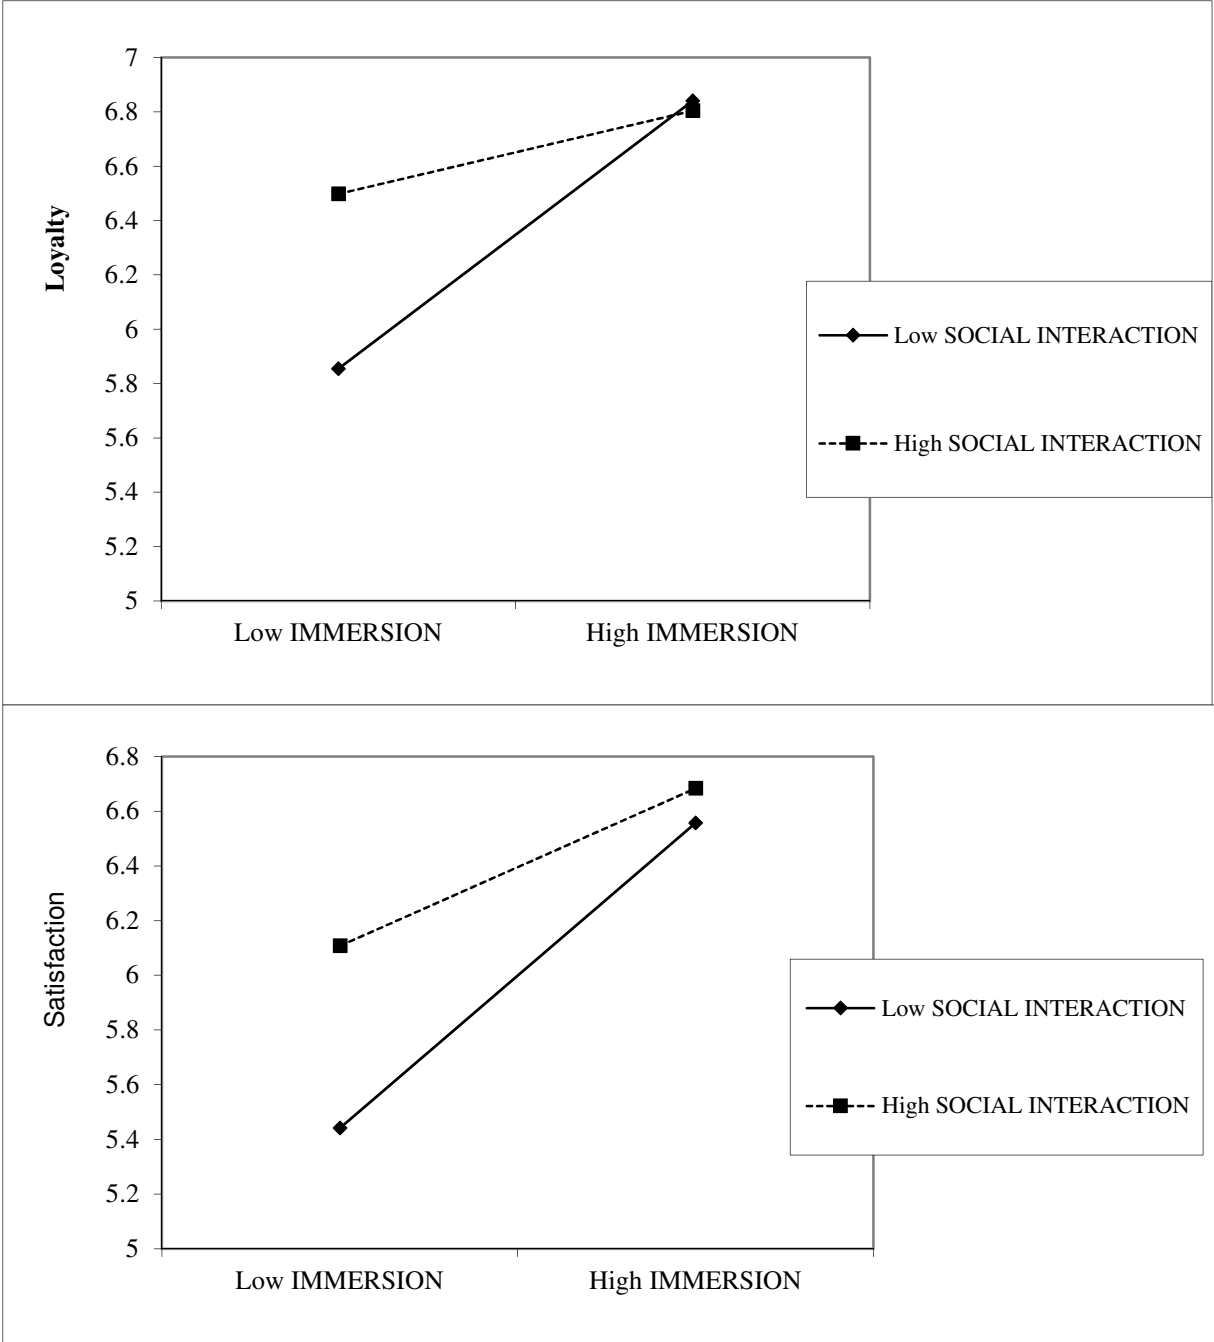 7
6.8
6.6
6.4
6.2
6
5.8
5.6
5.4
5.2
5
Loyalty
Low IMMERSION
High IMMERSION
Low SOCIAL INTERACTION
High SOCIAL INTERACTION
6.8
6.6
6.4
6.2
6
5.8
5.6
5.4
5.2
5
Satisfaction
Low IMMERSION
High IMMERSION
Low SOCIAL INTERACTION
High SOCIAL INTERACTION